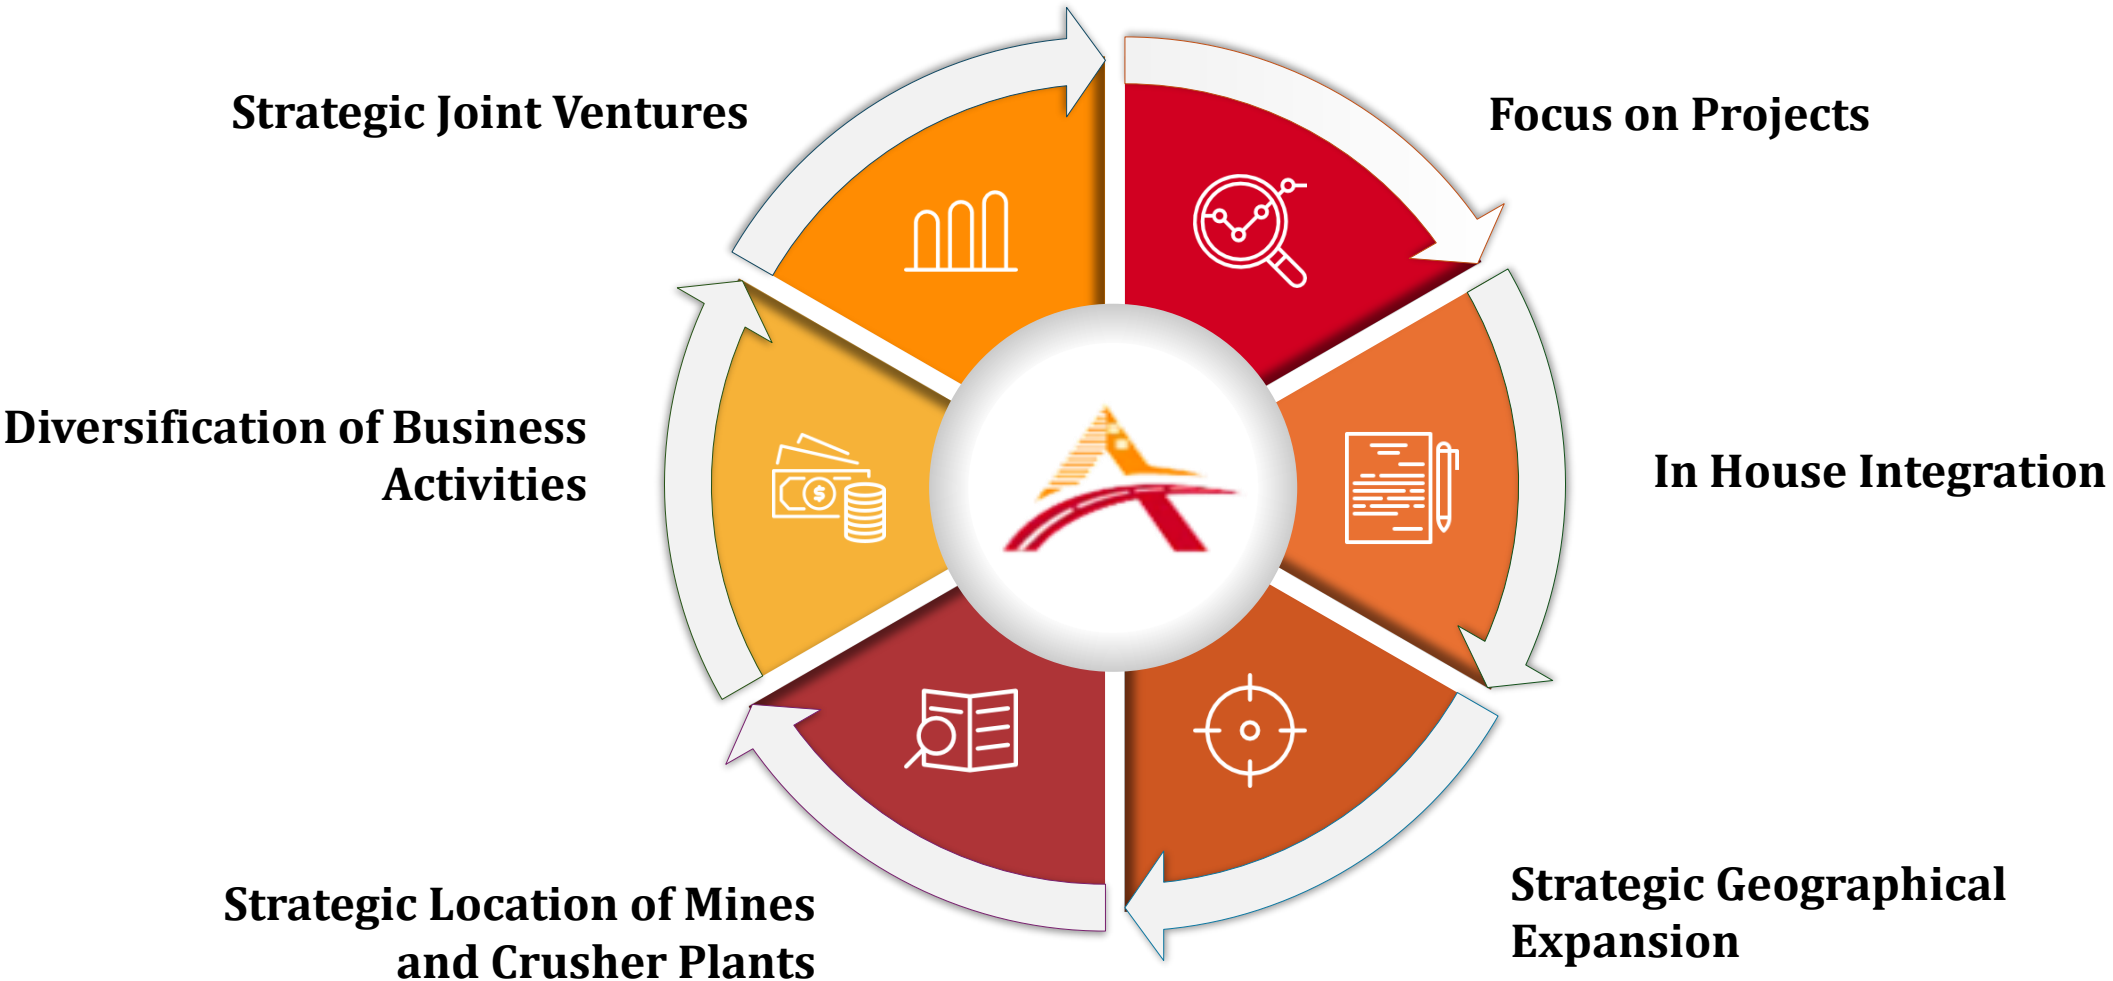 Strategic Joint Ventures
Focus on Projects
Diversification of Business
Activities
In House Integration
Strategic Location of Mines
and Crusher Plants
Strategic Geographical
Expansion
$